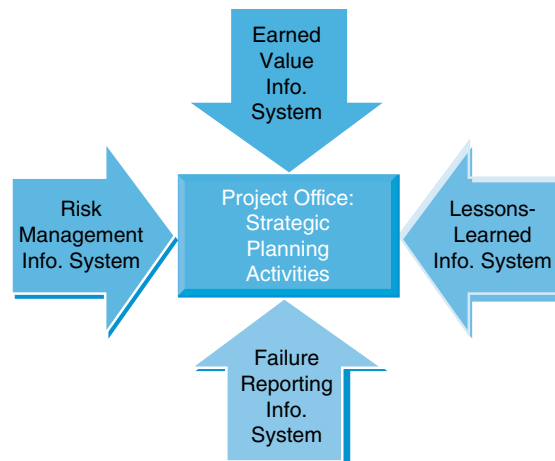 Earned
Value
Info.
System
Risk
Management
Info. System
Project Office:
Strategic
Planning
Activities
Lessons-
Learned
Info. System
Failure
Reporting
Info.
System